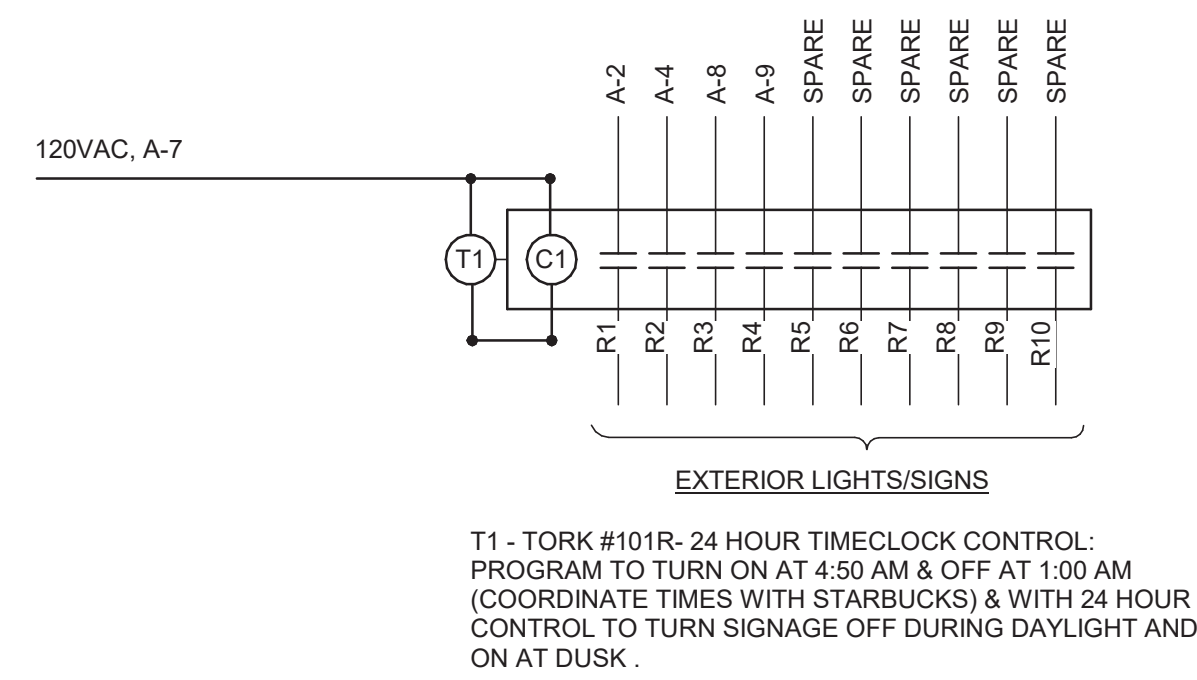 A-2
A-4
A-8
A-9
SPARE
SPARE
SPARE
SPARE
SPARE
SPARE
120VAC, A-7
T1
C1
R1
R2
R3
R4
R5
R6
R7
R8
R9
R10
EXTERIOR LIGHTS/SIGNS
T1 - TORK #101R- 24 HOUR TIMECLOCK CONTROL:
PROGRAM TO TURN ON AT 4:50 AM & OFF AT 1:00 AM
(COORDINATE TIMES WITH STARBUCKS) & WITH 24 HOUR
CONTROL TO TURN SIGNAGE OFF DURING DAYLIGHT AND
ON AT DUSK .